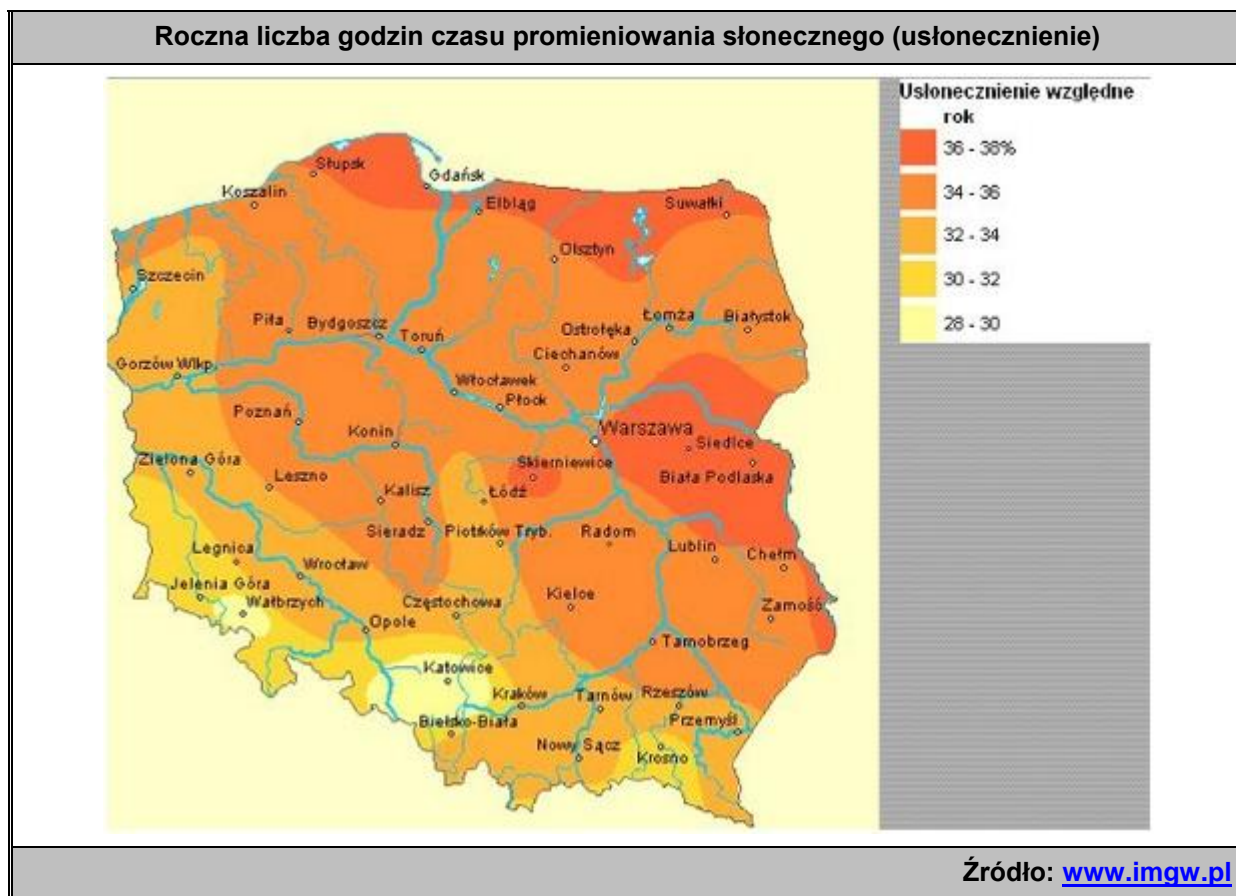 Roczna liczba godzin czasu promieniowania słonecznego (usłonecznienie)
Usłonecznienie względne
rok
36 - 38%
34 - 36
32 - 34
30 - 32
28 - 30
Słupsk
Gdańsk
Koszalin
Elbląg
Suwałki
Olsztyn
Szczecin
Piła
Bydgoszcz
Toruń
Ostrołęka
Łomża
Białystok
Ciechanów
Gorzów Wlkp.
Włocławek
Płock
Poznań
Konin
Warszawa
Siedlce
Zielona Góra
Skierniewice
Biała Podlaska
Leszno
Kalisz
Łódź
Sieradz
Piotrków Tryb.
Radom
Lublin
Chełm
Legnica
Wrocław
Jelenia Góra
Wałbrzych
Częstochowa
Kielce
Zamość
Opole
Tarnobrzeg
Katowice
Kraków
Tarnów
Rzeszów
Bielsko-Biała
Przemyśl
Nowy Sącz
Krosno
Źródło: www.imgw.pl